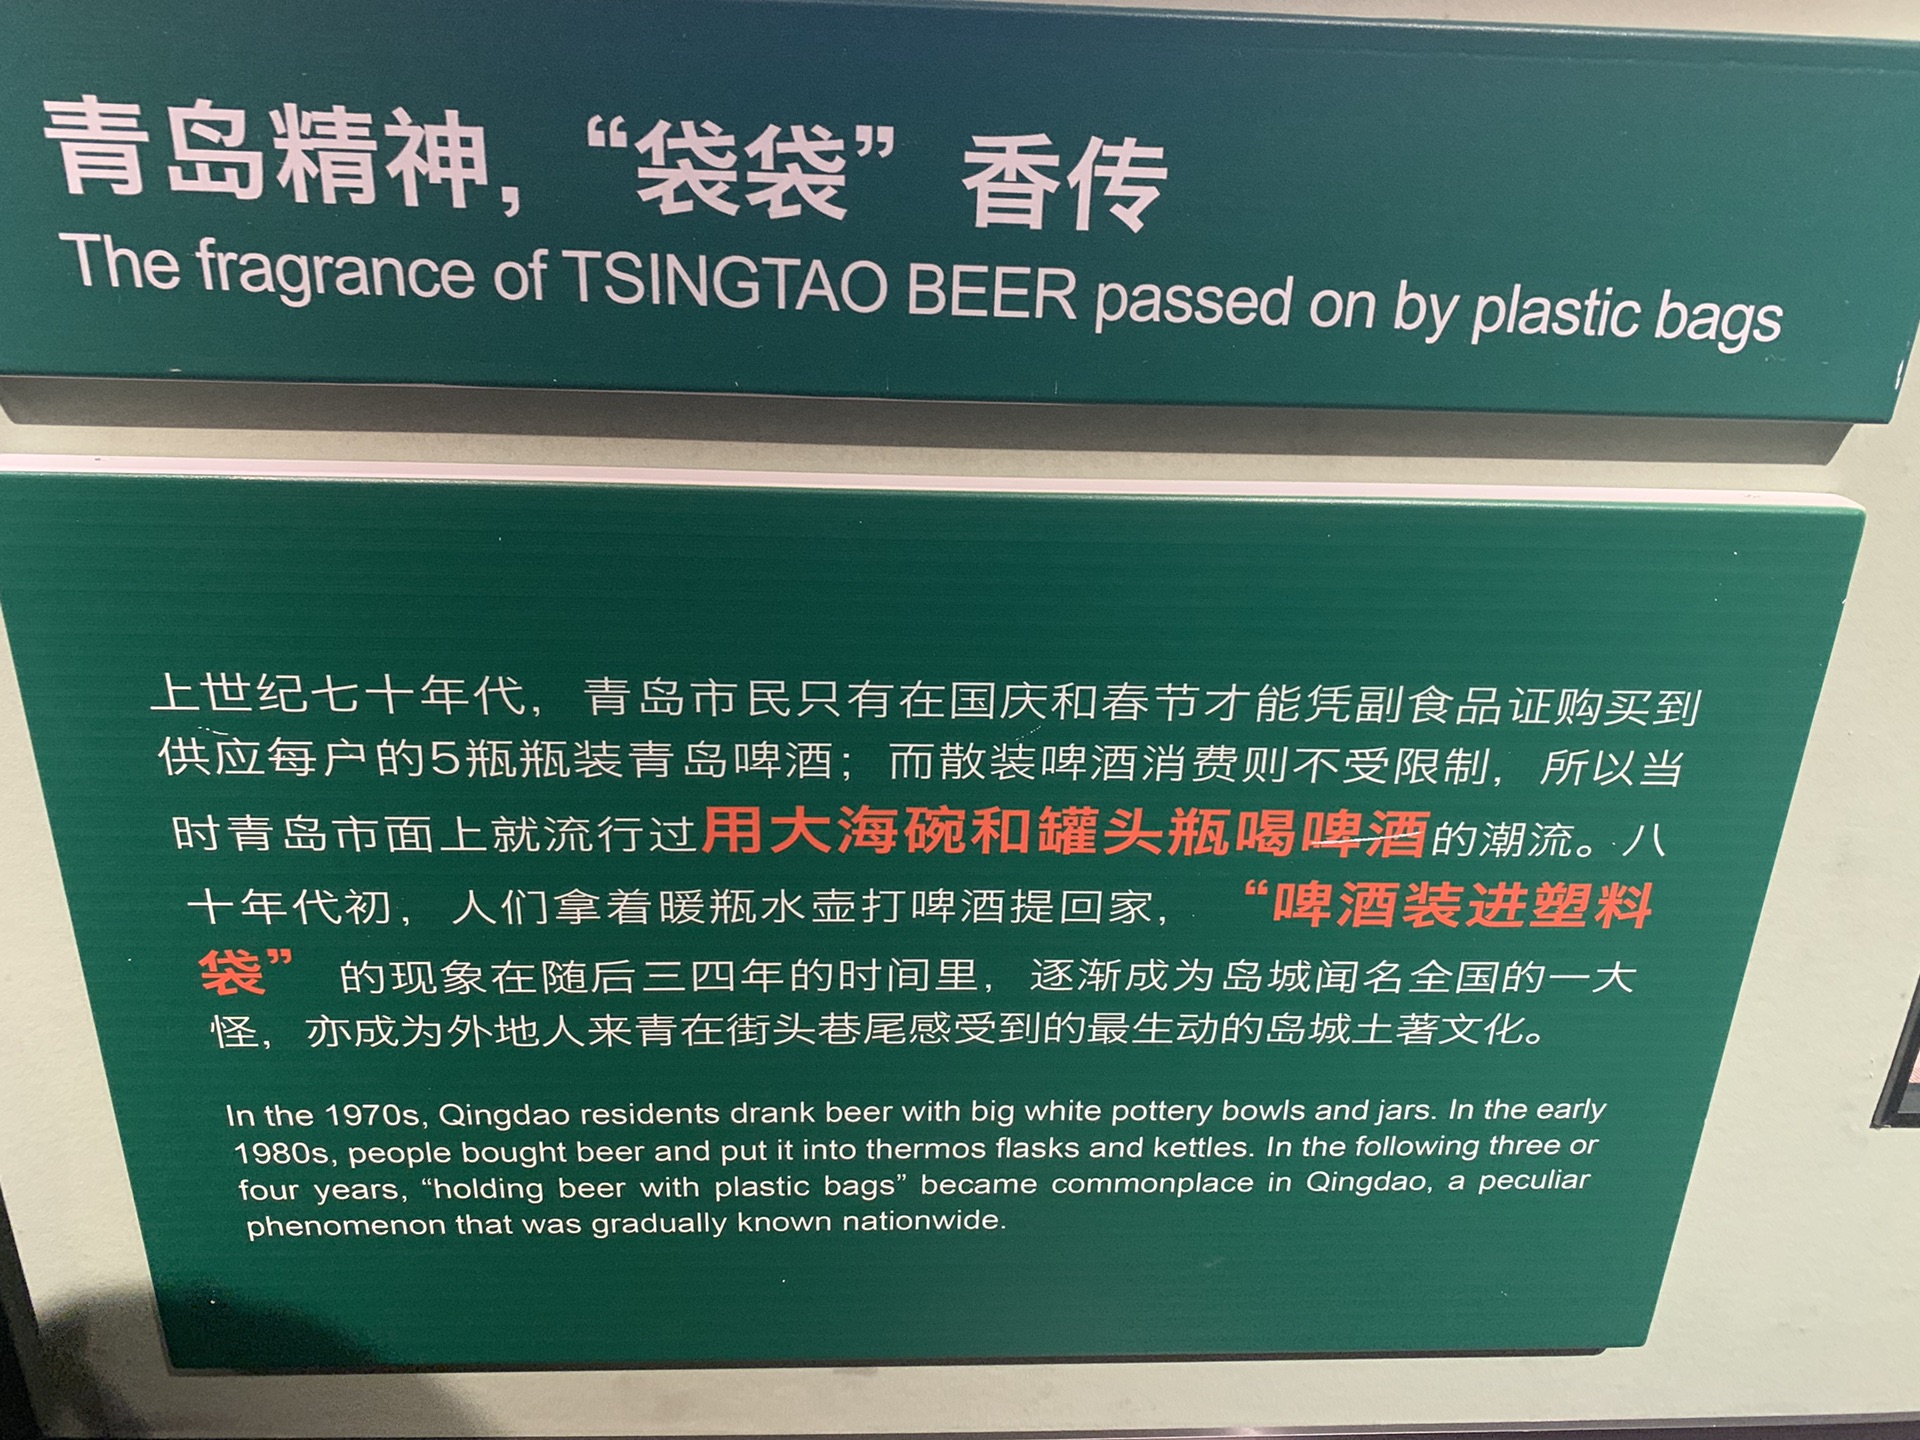 青岛精神，“袋袋”香传
The fragrance of TSINGTAO BEER passed on by plastic bags
上世纪七十年代，青岛市民只有在国庆和春节才能凭副食品证购买到
供应每户的5瓶瓶装青岛啤酒；而散装啤酒消费则不受限制，所以当
时青岛市面上就流行过用大海碗和罐头瓶喝啤酒的潮流。八
十年代初，人们拿着暖瓶水壶打啤酒提回家，“啤酒装进塑料
袋”的现象在随后三四年的时间里，逐渐成为岛城闻名全国的一大
怪，亦成为外地人来青在街头巷尾感受到的最生动的岛城土著文化。
In the 1970s, Qingdao residents drank beer with big white pottery bowls and jars. In the early
1980s, people bought beer and put it into thermos flasks and kettles. In the following three or
four years, “holding beer with plastic bags” became commonplace in Qingdao, a peculiar
phenomenon that was gradually known nationwide.